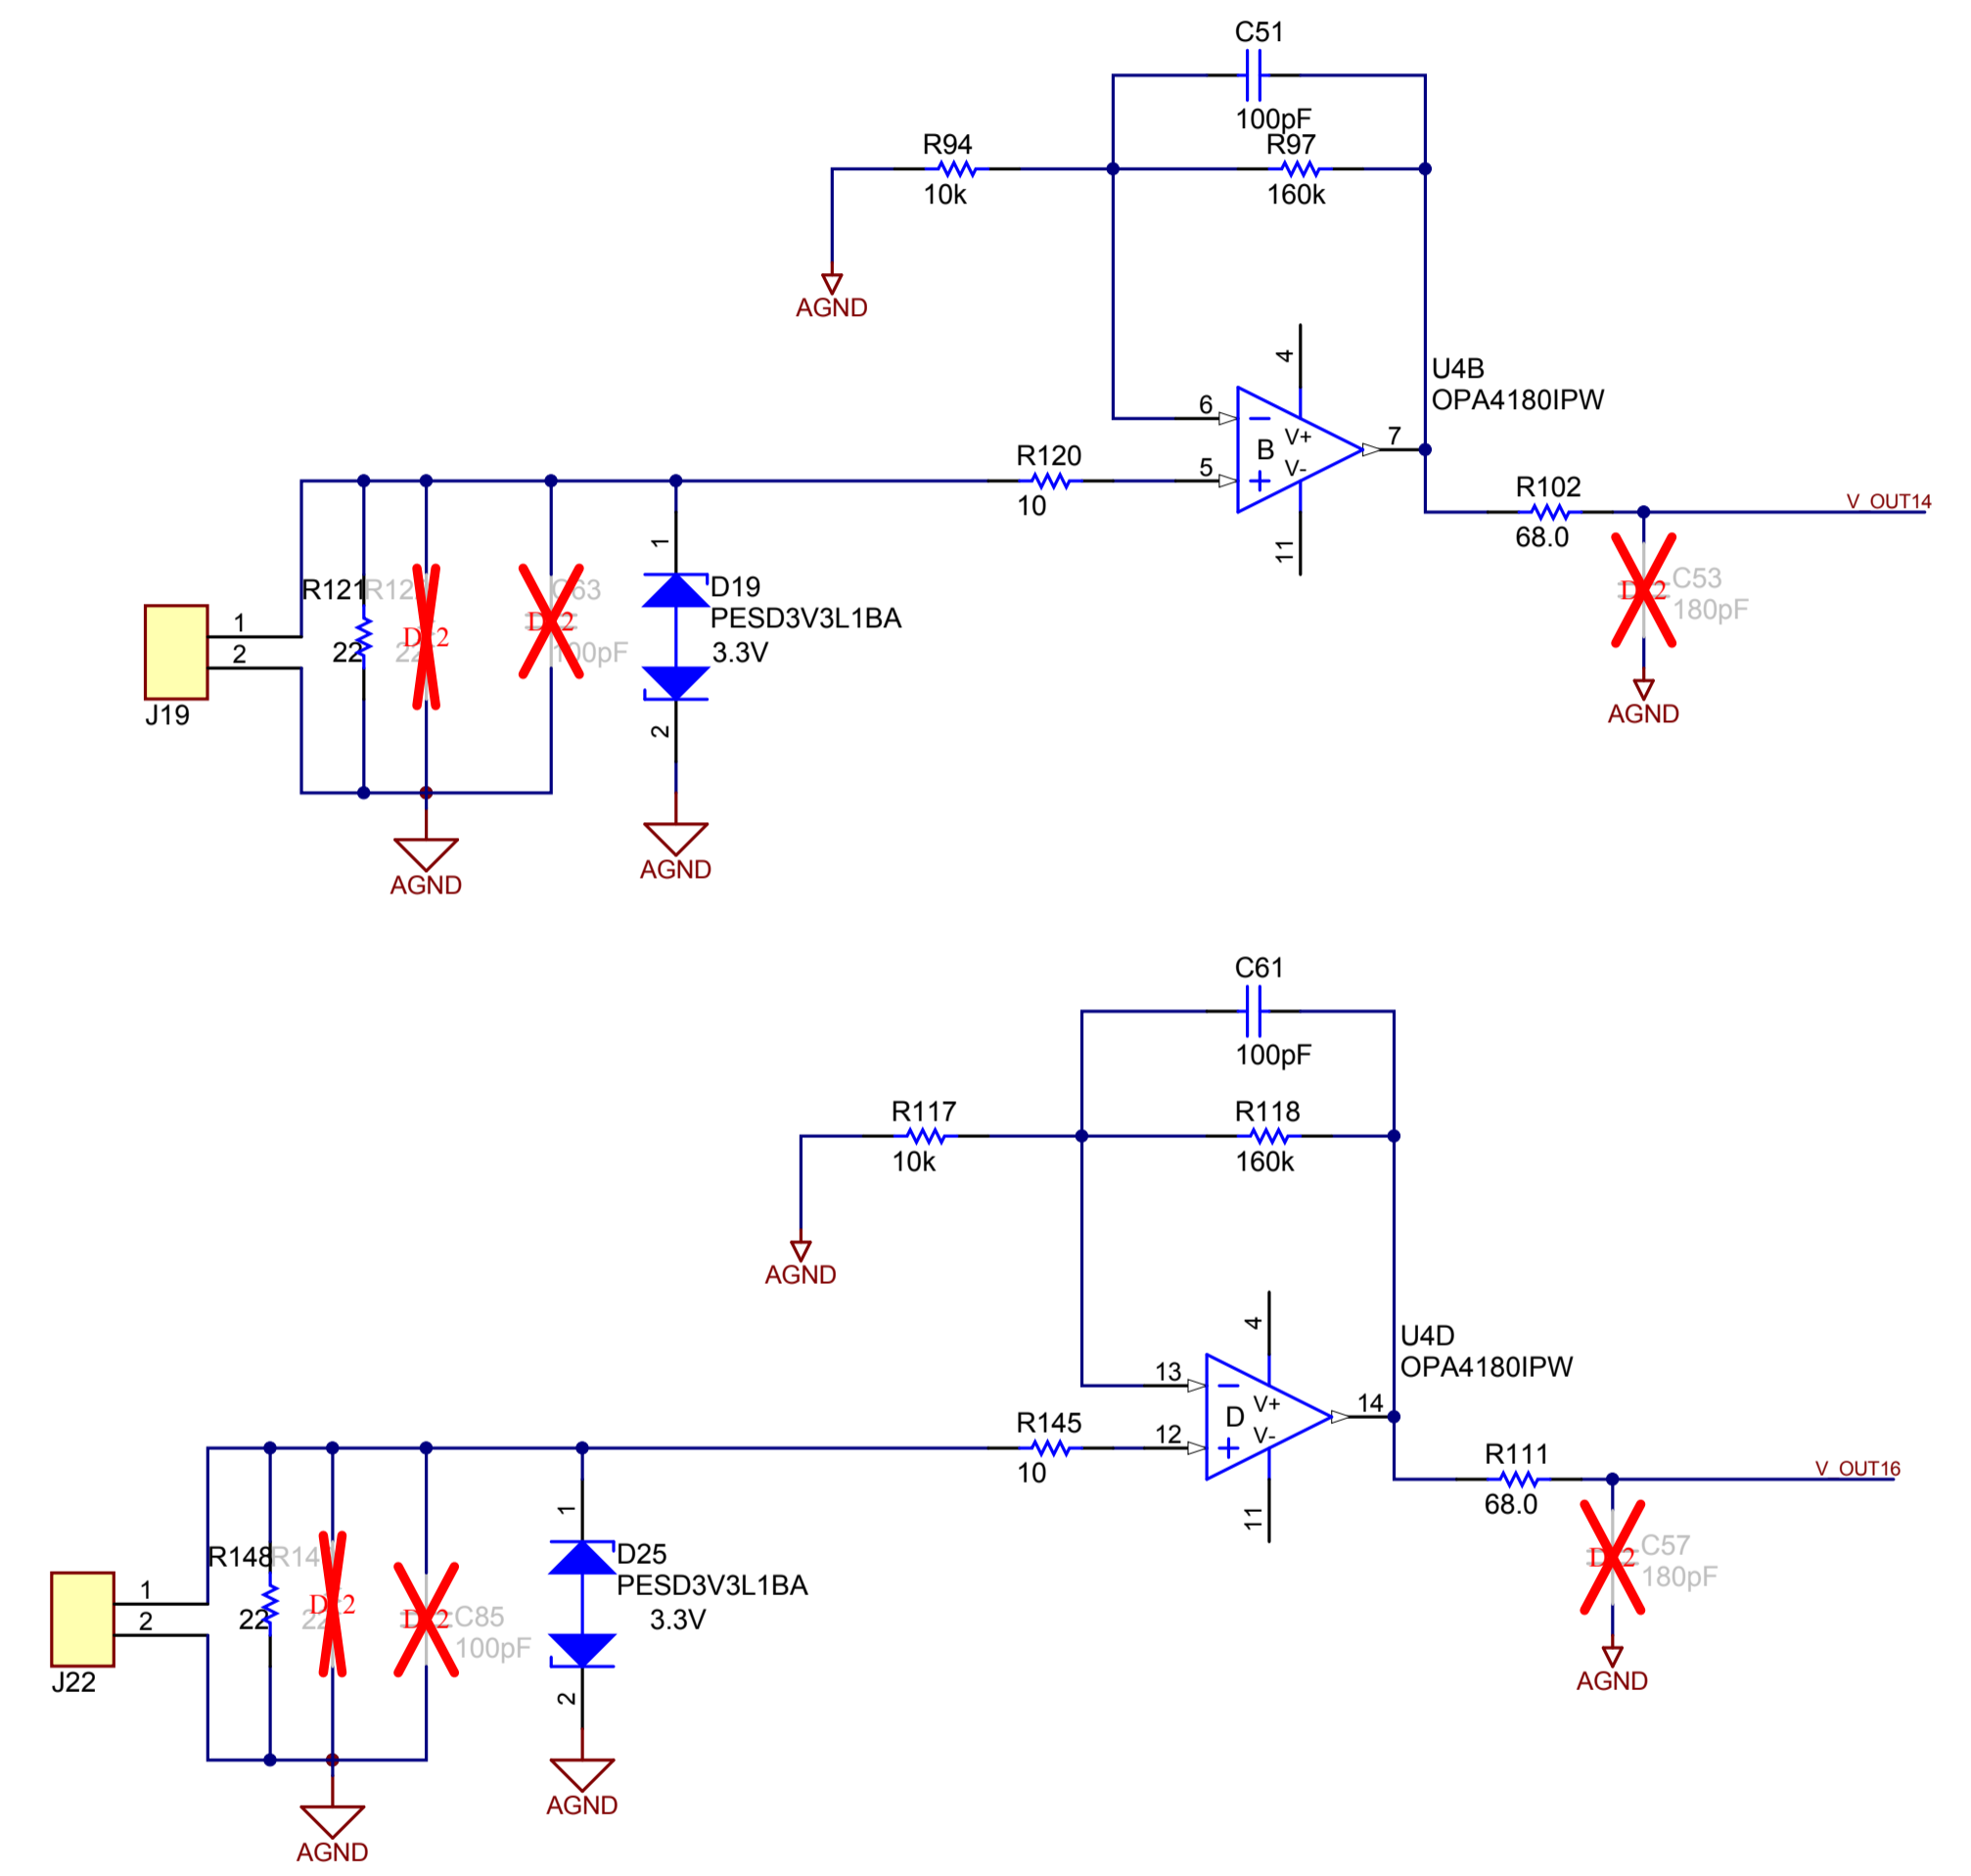 C51
100pF
R94
10k
R97
160k
AGND
4
U4B
OPA4180IPW
6
V+
B
7
V-
5
R120
10
11
R102
68.0
V_OUT14
C53
180pF
AGND
R121
22
C63
100pF
1
D19
PESD3V3L1BA
3.3V
2
1
2
J19
AGND
AGND
C61
100pF
R117
10k
R118
160k
AGND
4
U4D
OPA4180IPW
13
V+
D
14
V-
12
R145
10
11
R111
68.0
V_OUT16
C57
180pF
AGND
R148
22
C85
100pF
1
D25
PESD3V3L1BA
3.3V
2
1
2
J22
AGND
AGND